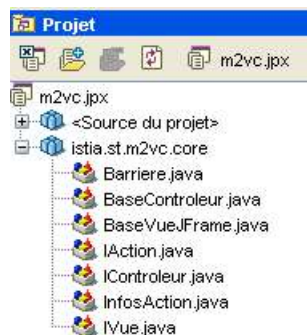 Projet
m2vc.jpx
m2vc.jpx
<Source du projet>
istia.st.m2vc.core
Barriere.java
BaseControleur.java
BaseVueJFrame.java
IAction.java
IControleur.java
InfosAction.java
IVue.java